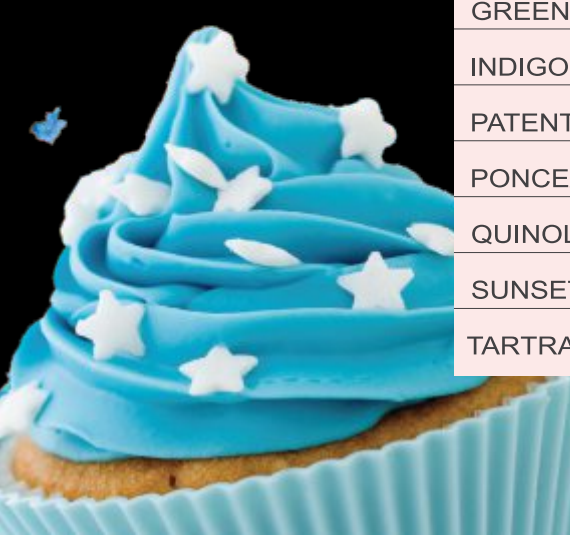 GREEN
INDIGO
PATENT
PONCE
QUINOL
SUNSET
TARTRA